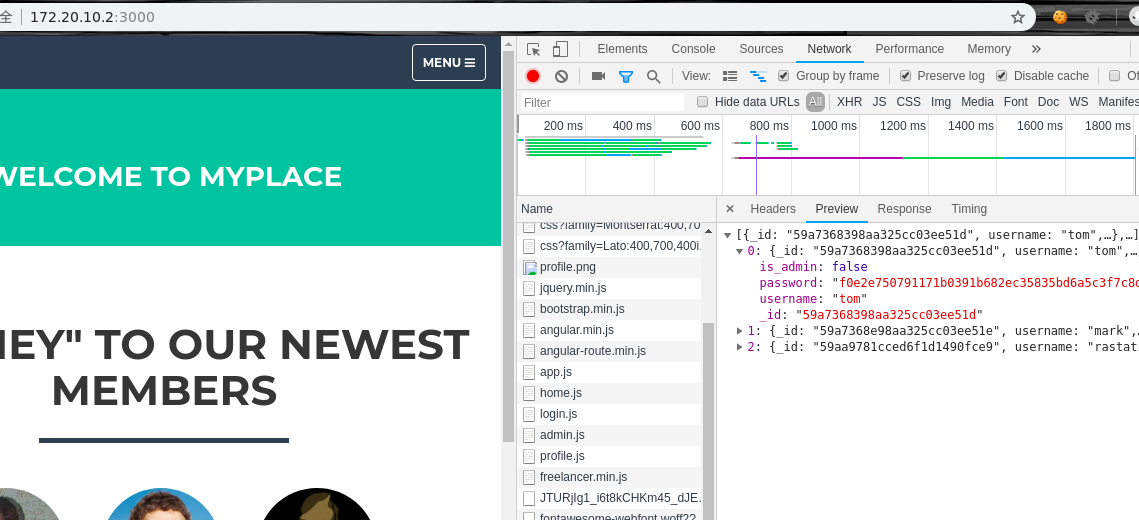 全 172.20.10.2:3000
MENU
WELCOME TO MYPLACE
HEY" TO OUR NEWEST
MEMBERS
Elements Console Sources Network Performance Memory »
View: Group by frame Preserve log Disable cache Of
Filter Hide data URLs All XHR JS CSS Img Media Font Doc WS Manifes
200 ms 400 ms 600 ms 800 ms 1000 ms 1200 ms 1400 ms 1600 ms 1800 ms
Name
css?family=Montserrat:400,70
css?family=Lato:400,700,400i.
profile.png
jquery.min.js
bootstrap.min.js
angular.min.js
angular-route.min.js
app.js
home.js
login.js
admin.js
profile.js
freelancer.min.js
JTURjIg1_i6t8kCHKm45_dJE.
fontawesome-webfont.woff2?
× Headers Preview Response Timing
[{_id: "59a7368398aa325cc03ee51d", username: "tom",…},…]
0: {_id: "59a7368398aa325cc03ee51d", username: "tom",…}
is_admin: false
password: "f0e2e750791171b0391b682ec35835bd6a5c3f7c8d
username: "tom"
_id: "59a7368398aa325cc03ee51d"
1: {_id: "59a7368e98aa325cc03ee51e", username: "mark",…
2: {_id: "59aa9781cced6f1d1490fce9", username: "rastat